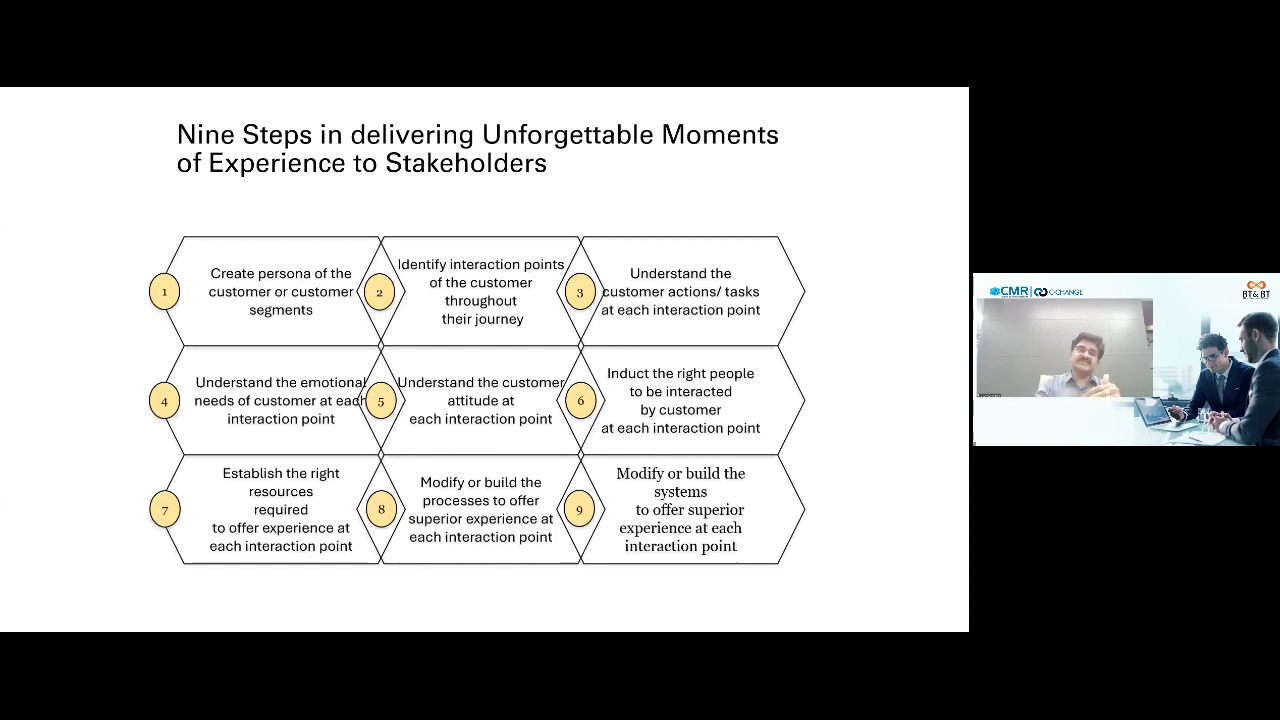 Nine Steps in delivering Unforgettable Moments
of Experience to Stakeholders
1
Create persona of the
customer or customer
segments
2
Identify interaction points
of the customer
throughout
their journey
3
Understand the
customer actions/ tasks
at each interaction point
4
Understand the emotional
needs of customer at each
interaction point
5
Understand the customer
attitude at
each interaction point
6
Induct the right people
to be interacted
by customer
at each interaction point
7
Establish the right
resources
required
to offer experience at
each interaction point
8
Modify or build the
processes to offer
superior experience at
each interaction point
9
Modify or build the
systems
to offer superior
experience at each
interaction point
CMR
C-CHANGE
BT&BT